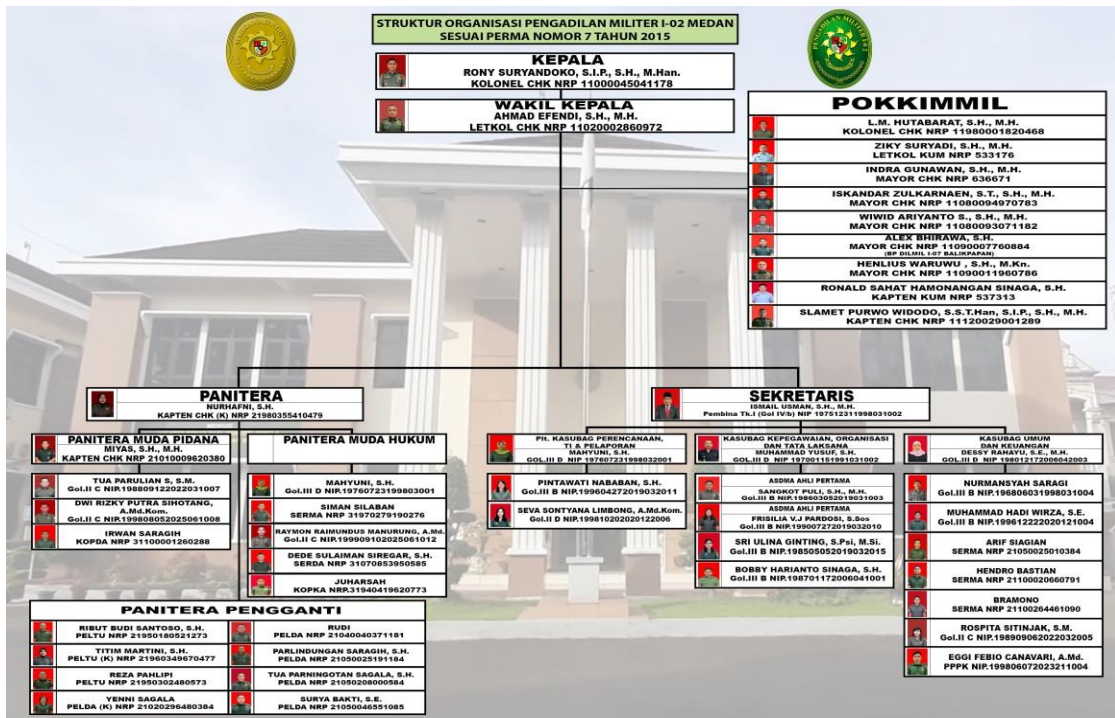 STRUKTUR ORGANISASI PENGADILAN MILITER I-02 MEDAN
SESUAI PERMA NOMOR 7 TAHUN 2015
KEPALA
RONY SURYANDOKO, S.I.P., S.H., M.Han.
KOLONEL CHK NRP 11000045041178
WAKIL KEPALA
AHMAD EFENDI, S.H., M.H.
LETKOL CHK NRP 11020002860972
POKKIMMIL
L.M. HUTABARAT, S.H., M.H.
KOLONEL CHK NRP 11980001820468
ZIKY SURYADI, S.H., M.H.
LETKOL KUM NRP 533176
INDRA GUNAWAN, S.H., M.H.
MAYOR CHK NRP 636671
ISKANDAR ZULKARNAEN, S.T., S.H., M.H.
MAYOR CHK NRP 11080094970783
WIWID ARIYANTO S., S.H., M.H.
MAYOR CHK NRP 11080093071182
ALEX BHIRAWA, S.H.
MAYOR CHK NRP 11090007760884
(BP DILMIL I-07 BALIKPAPAN)
HENLIUS WARUWU , S.H., M.Kn.
MAYOR CHK NRP 11090011960786
RONALD SAHAT HAMONANGAN SINAGA, S.H.
KAPTEN KUM NRP 537313
SLAMET PURWO WIDODO, S.S.T.Han, S.I.P., S.H., M.H.
KAPTEN CHK NRP 11120029001289
PANITERA
NURHAFNI, S.H.
KAPTEN CHK (K) NRP 21980355410479
SEKRETARIS
ISMAIL USMAN, S.H., M.H.
Pembina Tk.I (Gol IV/b) NIP 197512311998031002
PANITERA MUDA PIDANA
MIYAS, S.H., M.H.
KAPTEN CHK NRP 21010009620380
TUA PARULIAN S, S.M.
Gol.II C NIP.198809122022031007
DWI RIZKY PUTRA SIHOTANG,
A.Md.Kom.
Gol.II C NIP.199808052025061008
IRWAN SARAGIH
KOPDA NRP 31100001260288
PANITERA MUDA HUKUM
MAHYUNI, S.H.
Gol.III D NIP.19760723199803001
SIMAN SILABAN
SERMA NRP 31970279190276
RAYMON RAIMUNDUS MANURUNG, A.Md.
Gol.II C NIP.199909102025061012
DEDE SULAIMAN SIREGAR, S.H.
SERDA NRP 31070853950585
JUHARSAH
KOPKA NRP.31940419620773
Plt. KASUBAG PERENCANAAN,
TI & PELAPORAN
MAHYUNI, S.H.
GOL.III D NIP. 197607231998032001
PINTAWATI NABABAN, S.H.
Gol.III B NIP.199604272019032011
SEVA SONTYANA LIMBONG, A.Md.Kom.
Gol.II D NIP.199810202020122006
KASUBAG KEPEGAWAIAN, ORGANISASI
DAN TATA LAKSANA
MUHAMMAD YUSUF, S.H.
GOL.III D NIP. 197001151991031002
ASDMA AHLI PERTAMA
SANGKOT PULI, S.H., M.H.
Gol.III B NIP.198603052019031003
ASDMA AHLI PERTAMA
FRISILIA V.J PARDOSI, S.Sos
Gol.III B NIP.199007272019032010
SRI ULINA GINTING, S.Psi, M.Si.
Gol.III B NIP.198505052019032015
BOBBY HARIANTO SINAGA, S.H.
Gol.III B NIP.198701172006041001
KASUBAG UMUM
DAN KEUANGAN
DESSY RAHAYU, S.E., M.H.
GOL.III D NIP. 198012172006042003
NURMANSYAH SARAGI
Gol.III B NIP.196806031998031004
MUHAMMAD HADI WIRZA, S.E.
Gol.III B NIP.199612222020121004
ARIF SIAGIAN
SERMA NRP 21050025010384
HENDRO BASTIAN
SERMA NRP 21100020660791
BRAMONO
SERMA NRP 21100264461090
ROSPITA SITINJAK, S.M.
Gol.II C NIP.198909062022032005
EGGI FEBIO CANAVARI, A.Md.
PPPK NIP.199806072023211004
PANITERA PENGGANTI
RIBUT BUDI SANTOSO, S.H.
PELTU NRP 21950180521273
TITIM MARTINI, S.H.
PELTU (K) NRP 21960349670477
REZA PAHLIPI
PELTU NRP 21950302480573
YENNI SAGALA
PELDA (K) NRP 21020296480384
RUDI
PELDA NRP 21040040371181
PARLINDUNGAN SARAGIH, S.H.
PELDA NRP 21050025191184
TUA PARNINGOTAN SAGALA, S.H.
PELDA NRP 21050208000584
SURYA BAKTI, S.E.
PELDA NRP 21050046551085